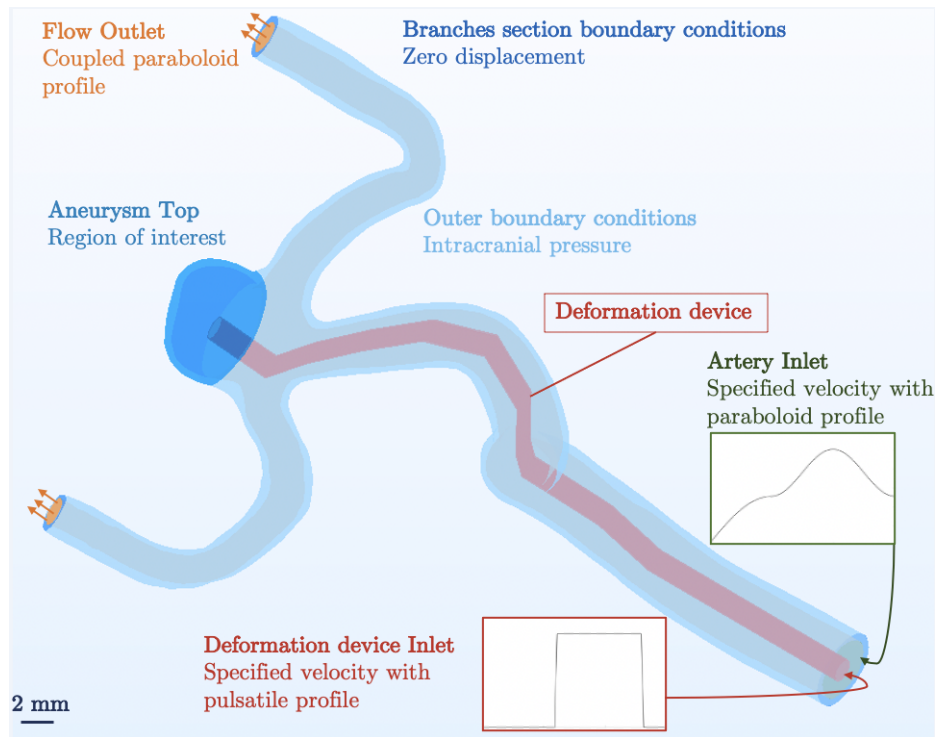 Flow Outlet
Coupled paraboloid
profile
Branches section boundary conditions
Zero displacement
Aneurysm Top
Region of interest
Outer boundary conditions
Intracranial pressure
Deformation device
Artery Inlet
Specified velocity with
paraboloid profile
Deformation device Inlet
Specified velocity with
pulsatile profile
2 mm